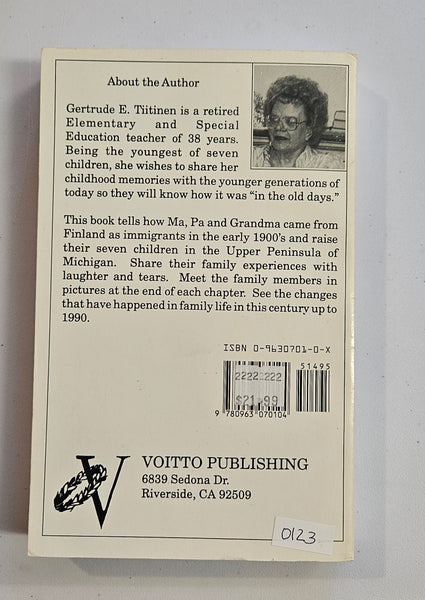 About the Author
Gertrude E. Tiitinen is a retired
Elementary and Special
Education teacher of 38 years.
Being the youngest of seven
children, she wishes to share her
childhood memories with the younger generations of
today so they will know how it was "in the old days."
This book tells how Ma, Pa and Grandma came from
Finland as immigrants in the early 1900's and raise
their seven children in the Upper Peninsula of
Michigan. Share their family experiences with
laughter and tears. Meet the family members in
pictures at the end of each chapter. See the changes
that have happened in family life in this century up to
1990.
ISBN 0-9630701-0-X
51495
$21.99
9 780963 070104
V
VOITTO PUBLISHING
6839 Sedona Dr.
Riverside, CA 92509
0123